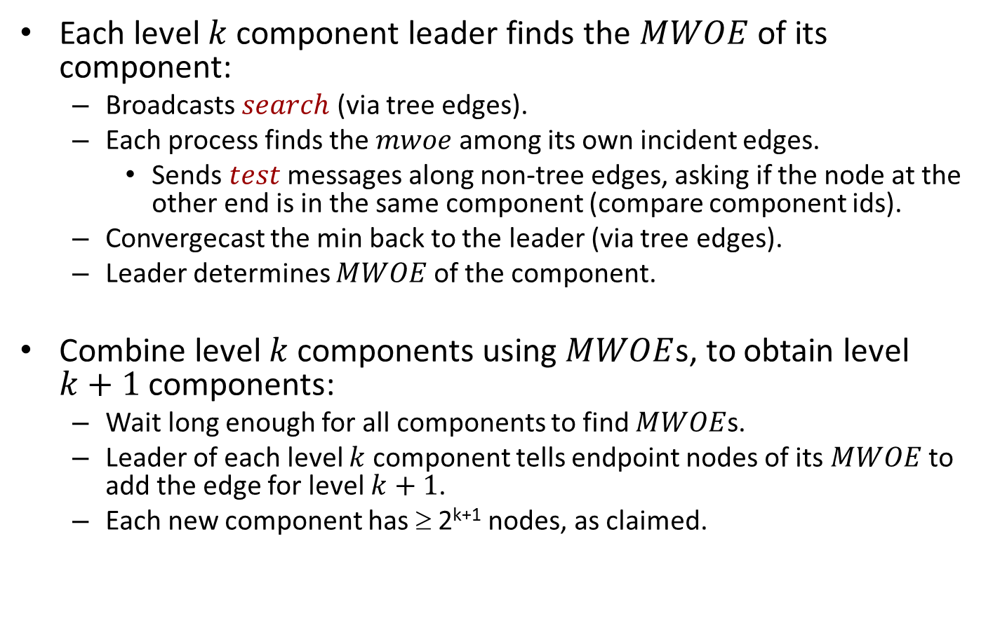 • Each level k component leader finds the MWOE of its
component:
– Broadcasts search (via tree edges).
– Each process finds the mwoe among its own incident edges.
• Sends test messages along non-tree edges, asking if the node at the
other end is in the same component (compare component ids).
– Convergecast the min back to the leader (via tree edges).
– Leader determines MWOE of the component.
• Combine level k components using MWOEs, to obtain level
k + 1 components:
– Wait long enough for all components to find MWOEs.
– Leader of each level k component tells endpoint nodes of its MWOE to
add the edge for level k + 1.
– Each new component has ≥ 2^{k+1} nodes, as claimed.